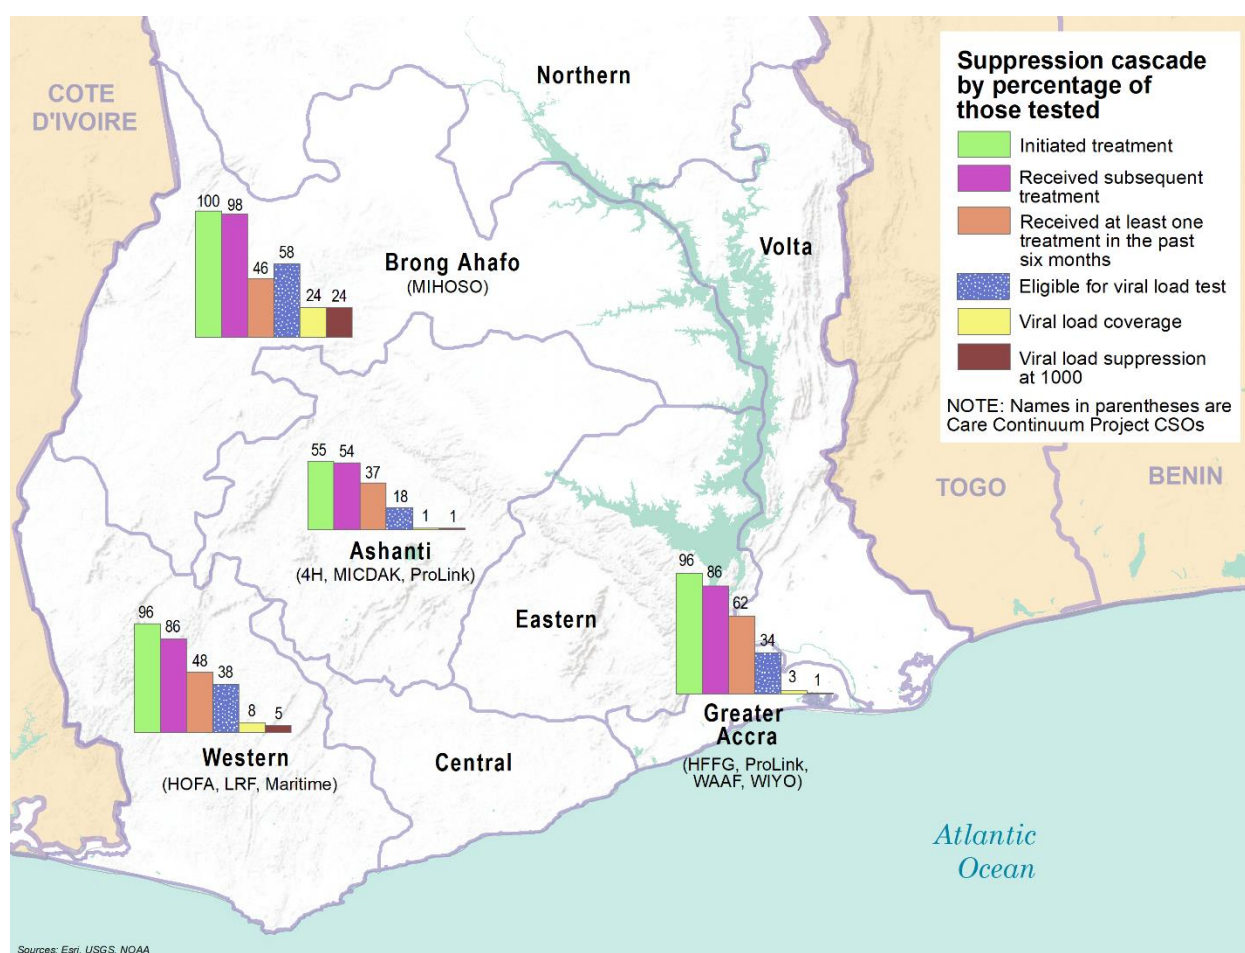 Northern
COTE
D'IVOIRE
Suppression cascade
by percentage of
those tested
Initiated treatment
Received subsequent
treatment
Received at least one
treatment in the past
six months
Eligible for viral load test
Viral load coverage
Viral load suppression
at 1000
NOTE: Names in parentheses are
Care Continuum Project CSOs
100 98 46 58 24 24
Brong Ahafo
(MIHOSO)
Volta
TOGO
BENIN
55 54 37 18 1 1
Ashanti
(4H, MICDAK, ProLink)
Eastern
96 86 62 34 3 1
Greater
Accra
(HFFG, ProLink,
WAAF, WIYO)
96 86 48 38 8 5
Western
(HOFA, LRF, Maritime)
Central
Atlantic
Ocean
Sources: Esri, USGS, NOAA